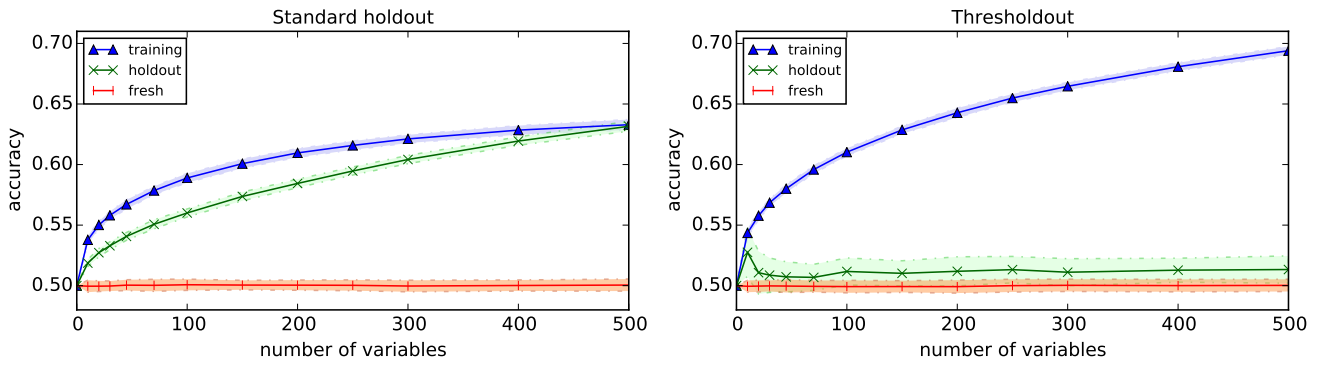 Standard holdout
0.70
0.65
0.60
0.55
0.50
accuracy
training
holdout
fresh
0 100 200 300 400 500
number of variables
Thresholdout
0.70
0.65
0.60
0.55
0.50
accuracy
training
holdout
fresh
0 100 200 300 400 500
number of variables